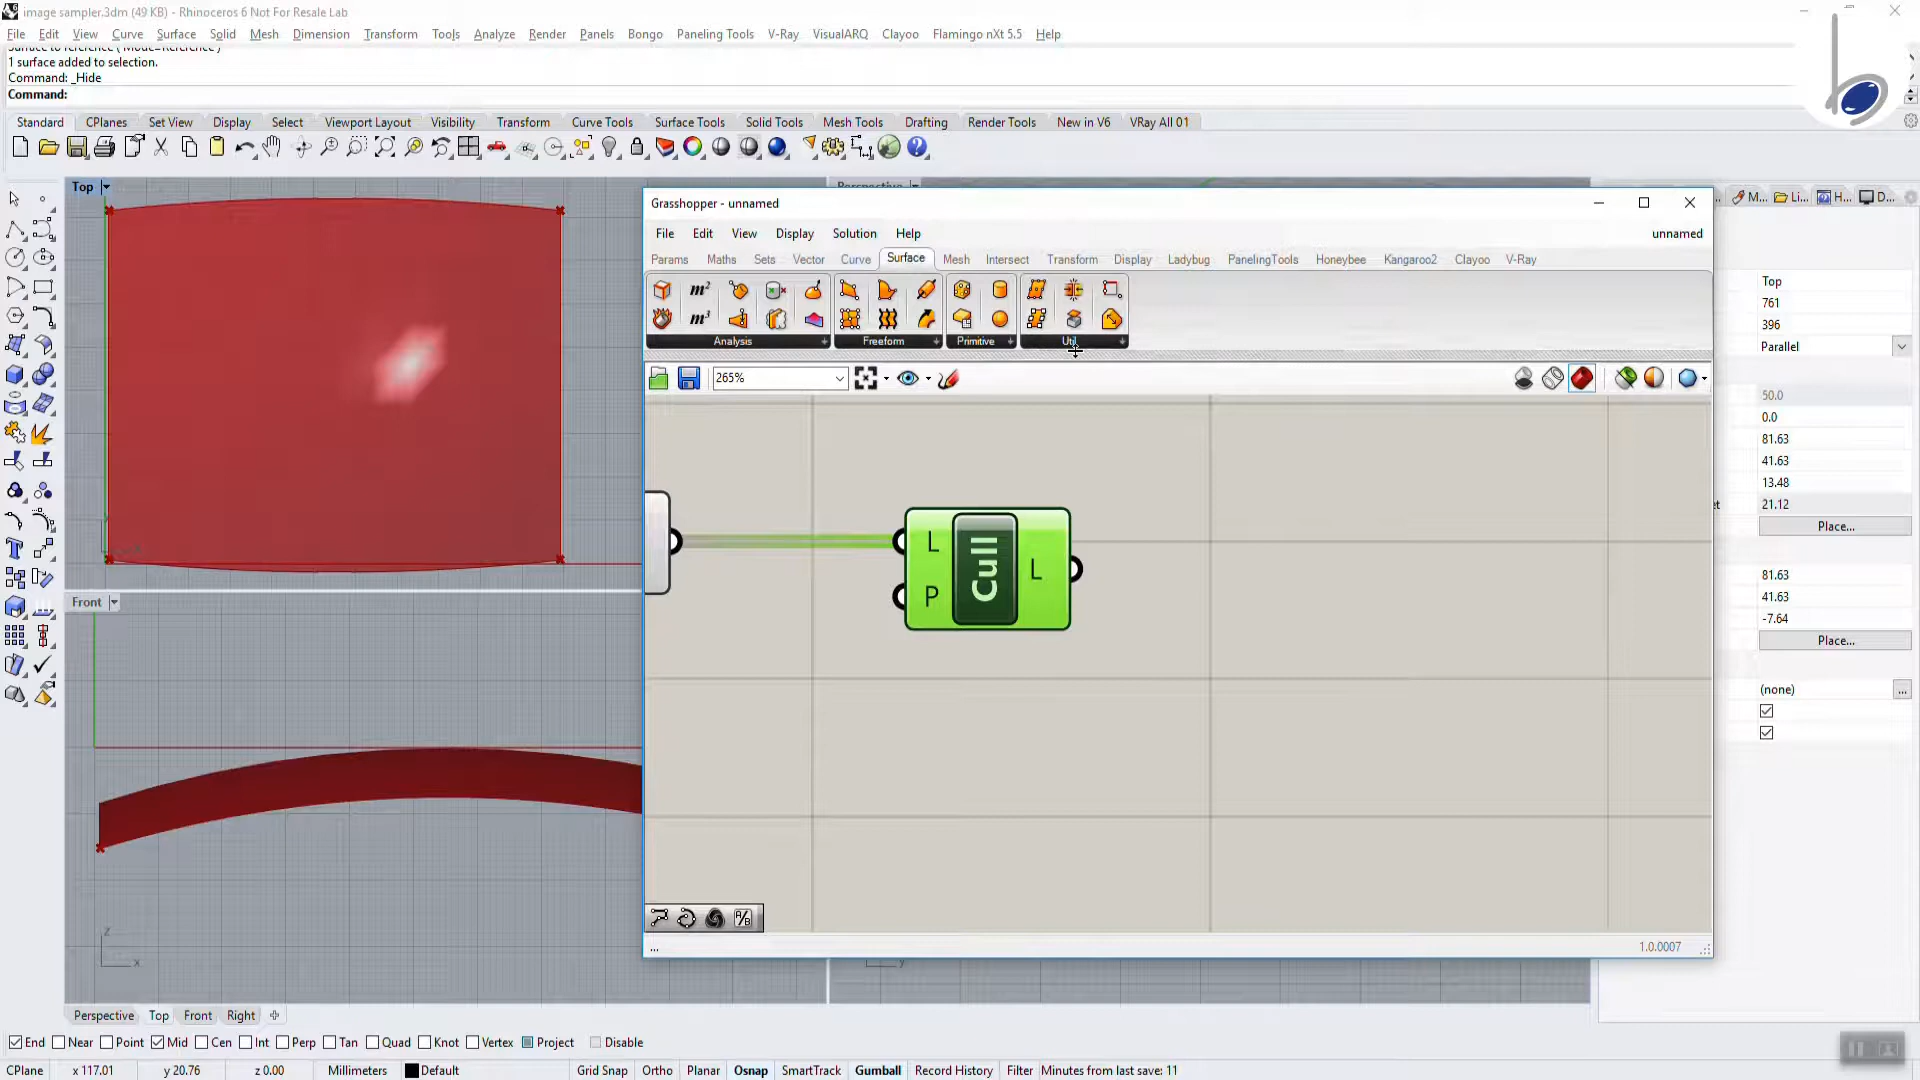 image sampler.3dm (49 KB) - Rhinoceros 6 Not For Resale Lab
File Edit View Curve Surface Solid Mesh Dimension Transform Tools Analyze Render Panels Bongo Paneling Tools V-Ray VisualARQ Clayoo Flamingo nXt 5.5 Help
Surface to reference ( Mode=Reference )
1 surface added to selection.
Command: _Hide
Command:
Standard CPlanes Set View Display Select Viewport Layout Visibility Transform Curve Tools Surface Tools Solid Tools Mesh Tools Drafting Render Tools New in V6 VRay All 01
Top
Perspective
M... Li... H... D...
Grasshopper - unnamed
File Edit View Display Solution Help unnamed
Params Maths Sets Vector Curve Surface Mesh Intersect Transform Display Ladybug PanelingTools Honeybee Kangaroo2 Clayoo V-Ray
m² m³
Analysis Freeform Primitive Util
265%
L
P
Cull
L
...
1.0.0007
Top
761
396
Parallel
50.0
0.0
81.63
41.63
13.48
21.12
Place...
81.63
41.63
-7.64
Place...
(none) ...
Front
z
x
y
Perspective Top Front Right
End Near Point Mid Cen Int Perp Tan Quad Knot Vertex Project Disable
CPlane x 117.01 y 20.76 z 0.00 Millimeters Default Grid Snap Ortho Planar Osnap SmartTrack Gumball Record History Filter Minutes from last save: 11